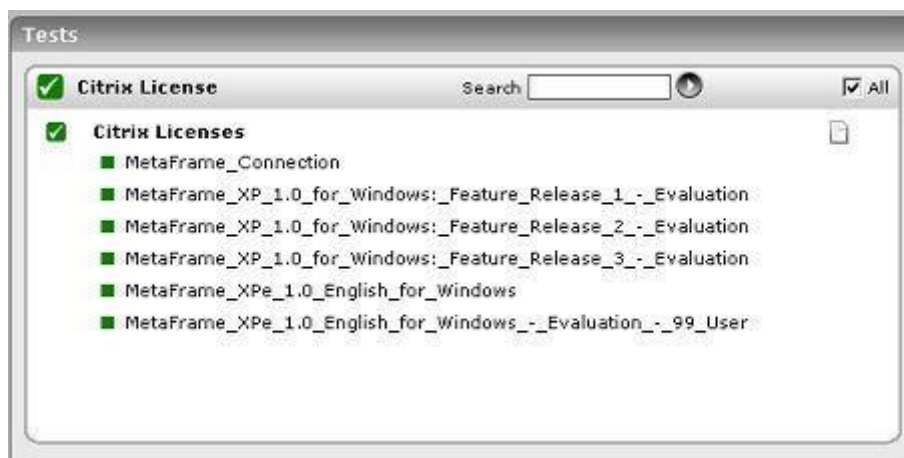 Tests
Citrix License Search All
Citrix Licenses
MetaFrame_Connection
MetaFrame_XP_1.0_for_Windows:_Feature_Release_1_-_Evaluation
MetaFrame_XP_1.0_for_Windows:_Feature_Release_2_-_Evaluation
MetaFrame_XP_1.0_for_Windows:_Feature_Release_3_-_Evaluation
MetaFrame_XPe_1.0_English_for_Windows
MetaFrame_XPe_1.0_English_for_Windows_-_Evaluation_-_99_User